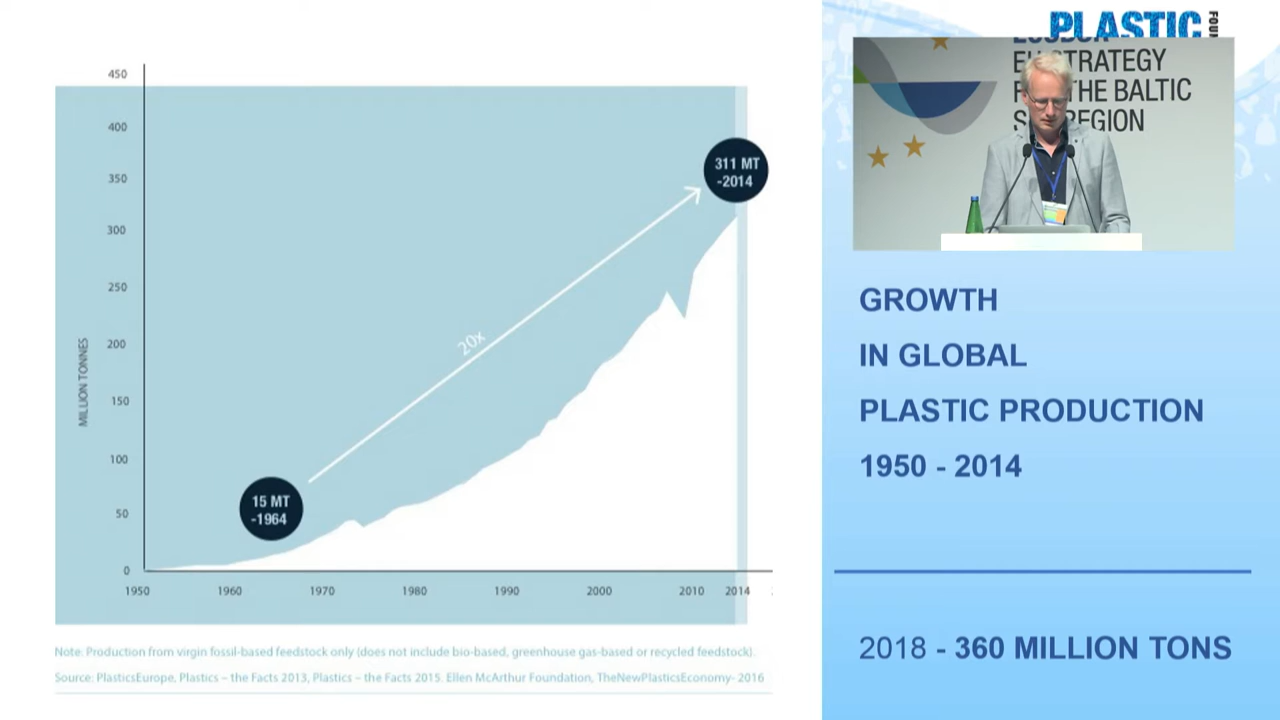 450
400
350
300
250
200
150
100
50
0
MILLION TONNES
1950
1960
1970
1980
1990
2000
2010
2014
15 MT
-1964
20x
311 MT
-2014
Note: Production from virgin fossil-based feedstock only (does not include bio-based, greenhouse gas-based or recycled feedstock).
Source: PlasticsEurope, Plastics – the Facts 2013, Plastics – the Facts 2015. Ellen McArthur Foundation, TheNewPlasticsEconomy- 2016
PLASTIC
STRATEGY
THE BALTIC
REGION
GROWTH
IN GLOBAL
PLASTIC PRODUCTION
1950 - 2014
2018 - 360 MILLION TONS